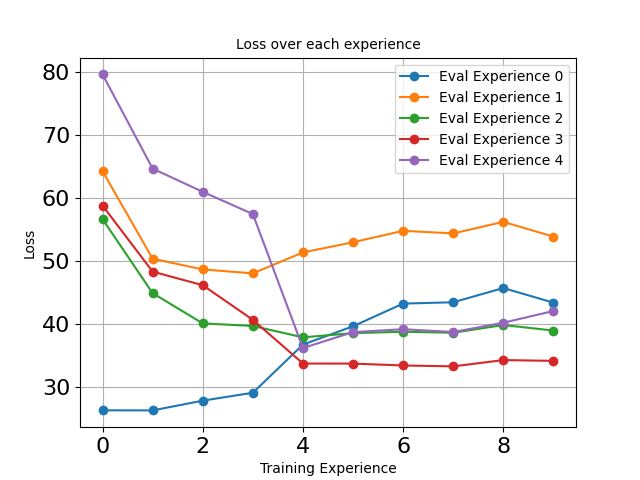 Loss over each experience
Eval Experience 0
Eval Experience 1
Eval Experience 2
Eval Experience 3
Eval Experience 4
80
70
60
50
40
30
Loss
0 2 4 6 8
Training Experience